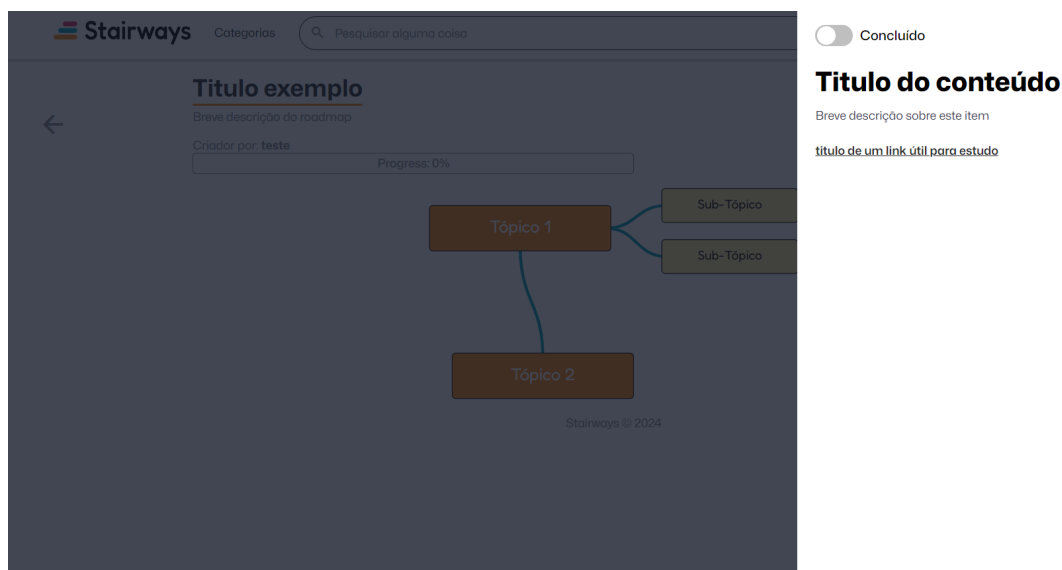 Stairways Categorias Pesquisar alguma coisa
Titulo exemplo
Breve descrição do roadmap
Criador por: teste
Progress: 0%
Tópico 1
Sub-Tópico
Sub-Tópico
Tópico 2
Stairways © 2024
Concluído
Titulo do conteúdo
Breve descrição sobre este item
titulo de um link útil para estudo